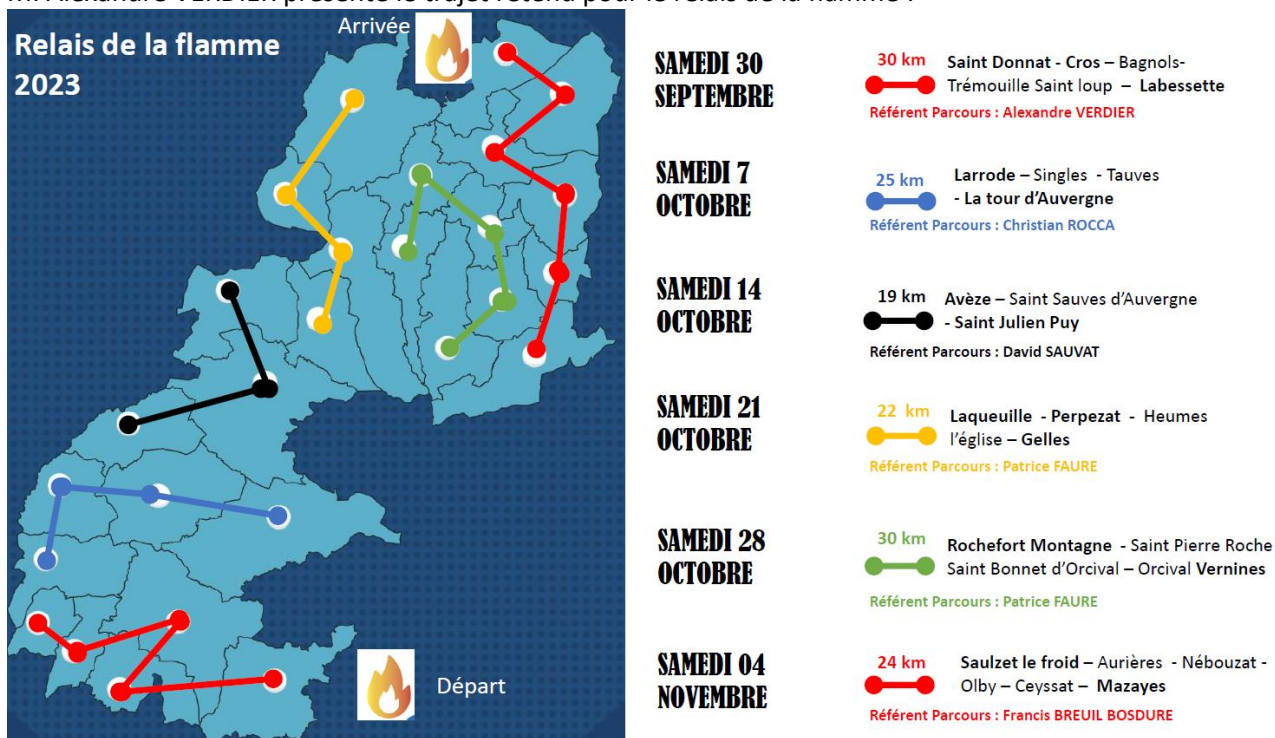 Relais de la flamme
2023
Arrivée
Départ
SAMEDI 30
SEPTEMBRE
30 km
Saint Donnat - Cros – Bagnols-
Trémouille Saint loup – Labessette
Référent Parcours : Alexandre VERDIER
SAMEDI 7
OCTOBRE
25 km
Larrode – Singles - Tauves
- La tour d'Auvergne
Référent Parcours : Christian ROCCA
SAMEDI 14
OCTOBRE
19 km
Avèze – Saint Sauves d'Auvergne
- Saint Julien Puy
Référent Parcours : David SAUVAT
SAMEDI 21
OCTOBRE
22 km
Laqueuille - Perpezat - Heumes
l'église – Gelles
Référent Parcours : Patrice FAURE
SAMEDI 28
OCTOBRE
30 km
Rochefort Montagne - Saint Pierre Roche
Saint Bonnet d'Orcival – Orcival Vernines
Référent Parcours : Patrice FAURE
SAMEDI 04
NOVEMBRE
24 km
Saulzet le froid – Aurières - Nébouzat -
Olby – Ceyssat – Mazayes
Référent Parcours : Francis BREUIL BOSDURE